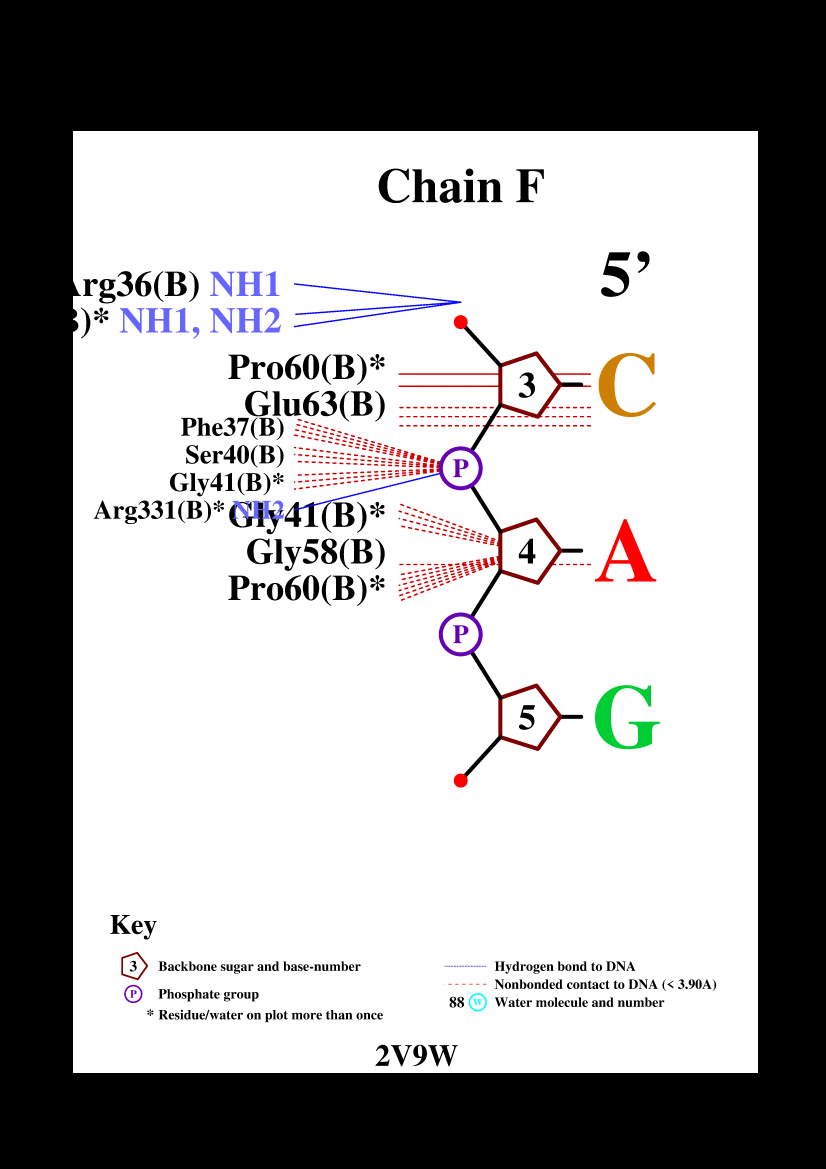 Chain F
5’
Arg36(B) NH1
)* NH1, NH2
Pro60(B)*
3
C
Glu63(B)
Phe37(B)
Ser40(B)
P
Gly41(B)*
Arg331(B)* NH2
Gly41(B)*
Gly58(B)
4
A
Pro60(B)*
P
5
G
Key
3 Backbone sugar and base-number
P Phosphate group
* Residue/water on plot more than once
Hydrogen bond to DNA
Nonbonded contact to DNA (< 3.90A)
88 W Water molecule and number
2V9W